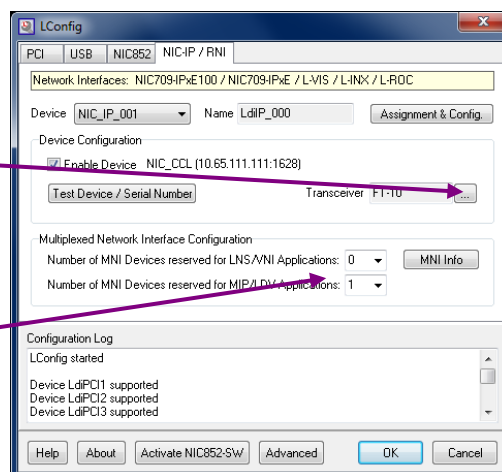 LConfig
PCI USB NIC852 NIC-IP / RNI
Network Interfaces: NIC709-IPxE100 / NIC709-IPxE / L-VIS / L-INX / L-ROC
Device NIC_IP_001 Name LdiIP_000 Assignment & Config.
Device Configuration
Enable Device NIC_CCL (10.65.111.111:1628)
Test Device / Serial Number Transceiver FT-10 ...
Multiplexed Network Interface Configuration
Number of MNI Devices reserved for LNS/VNI Applications: 0 MNI Info
Number of MNI Devices reserved for MIP/LDV Applications: 1
Configuration Log
LConfig started
Device LdiPCI1 supported
Device LdiPCI2 supported
Device LdiPCI3 supported
Help About Activate NIC852-SW Advanced OK Cancel